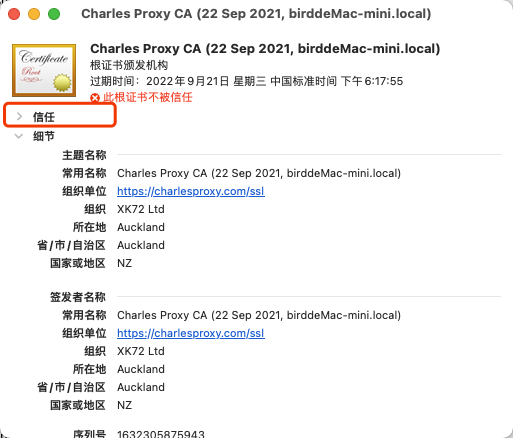 Charles Proxy CA (22 Sep 2021, birddeMac-mini.local)
Certificate
Root
Charles Proxy CA (22 Sep 2021, birddeMac-mini.local)
根证书颁发机构
过期时间：2022年9月21日 星期三 中国标准时间 下午6:17:55
此根证书不被信任
信任
细节
主题名称
常用名称 Charles Proxy CA (22 Sep 2021, birddeMac-mini.local)
组织单位 https://charlesproxy.com/ssl
组织 XK72 Ltd
所在地 Auckland
省/市/自治区 Auckland
国家或地区 NZ
签发者名称
常用名称 Charles Proxy CA (22 Sep 2021, birddeMac-mini.local)
组织单位 https://charlesproxy.com/ssl
组织 XK72 Ltd
所在地 Auckland
省/市/自治区 Auckland
国家或地区 NZ
序列号 1632305875943